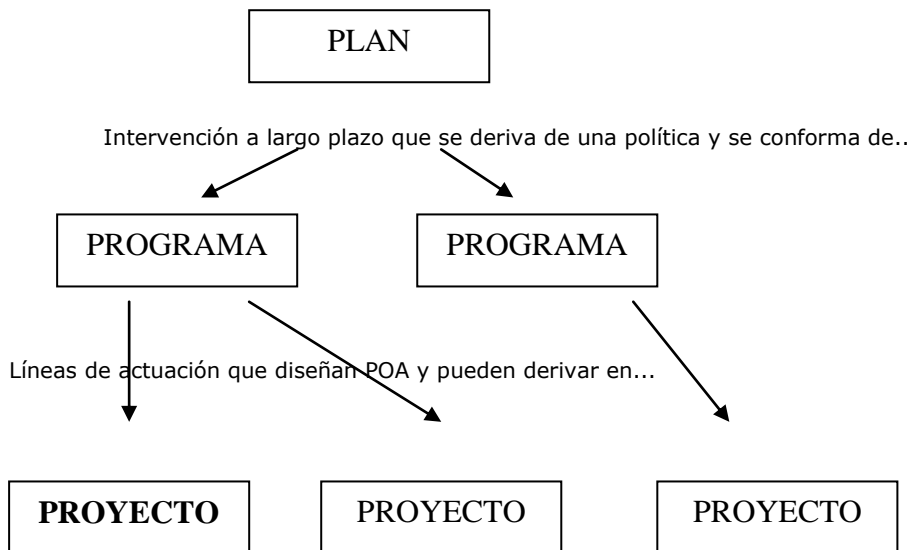 PLAN
Intervención a largo plazo que se deriva de una política y se conforma de..
PROGRAMA PROGRAMA
Líneas de actuación que diseñan POA y pueden derivar en...
PROYECTO PROYECTO PROYECTO